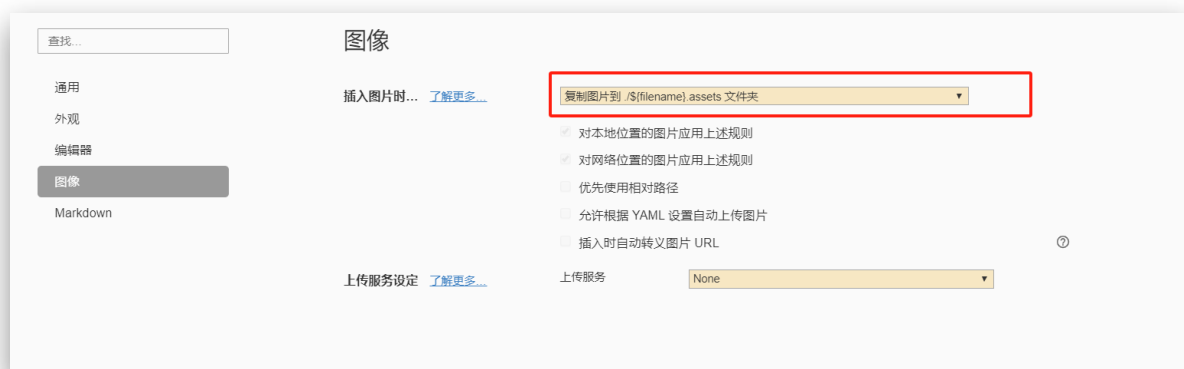 查找...
图像
通用
外观
编辑器
图像
Markdown
插入图片时... 了解更多...
复制图片到 ./${filename}.assets 文件夹
对本地位置的图片应用上述规则
对网络位置的图片应用上述规则
优先使用相对路径
允许根据 YAML 设置自动上传图片
插入时自动转义图片 URL
上传服务设定 了解更多...
上传服务 None